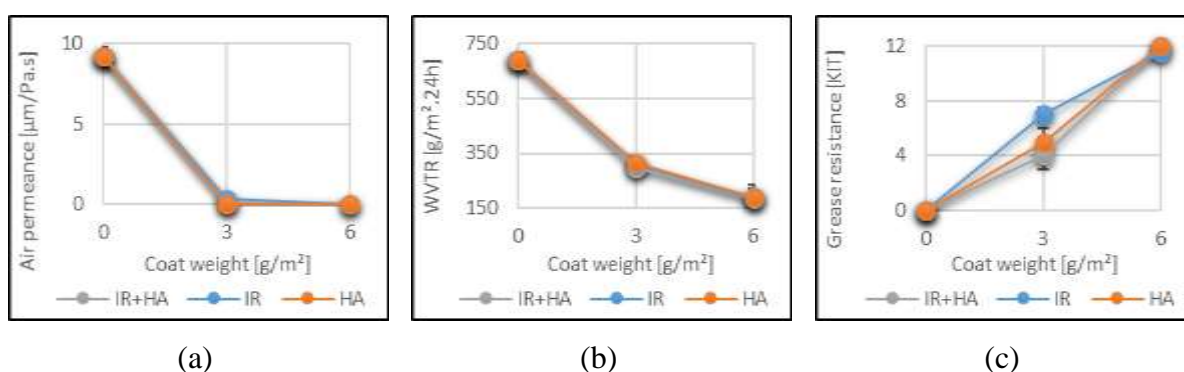 Air permeance [µm/Pa.s]
10
5
0
0 3 6
Coat weight [g/m²]
IR+HA IR HA
(a)
WVTR [g/m².24h]
750
550
350
150
0 3 6
Coat weight [g/m²]
IR+HA IR HA
(b)
Grease resistance [KIT]
12
8
4
0
0 3 6
Coat weight [g/m²]
IR+HA IR HA
(c)